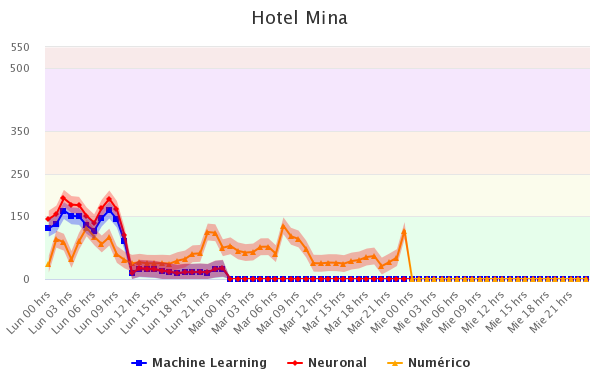 Hotel Mina
550
500
350
250
150
0
Lun 00 hrs
Lun 03 hrs
Lun 06 hrs
Lun 09 hrs
Lun 12 hrs
Lun 15 hrs
Lun 18 hrs
Lun 21 hrs
Mar 00 hrs
Mar 03 hrs
Mar 06 hrs
Mar 09 hrs
Mar 12 hrs
Mar 15 hrs
Mar 18 hrs
Mar 21 hrs
Mie 00 hrs
Mie 03 hrs
Mie 06 hrs
Mie 09 hrs
Mie 12 hrs
Mie 15 hrs
Mie 18 hrs
Mie 21 hrs
Machine Learning
Neuronal
Numérico